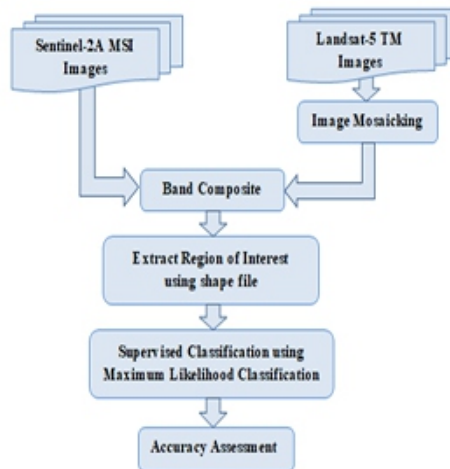 Sentinel-2A MSI
Images
Landsat-5 TM
Images
Image Mosaicking
Band Composite
Extract Region of Interest
using shape file
Supervised Classification using
Maximum Likelihood Classification
Accuracy Assessment